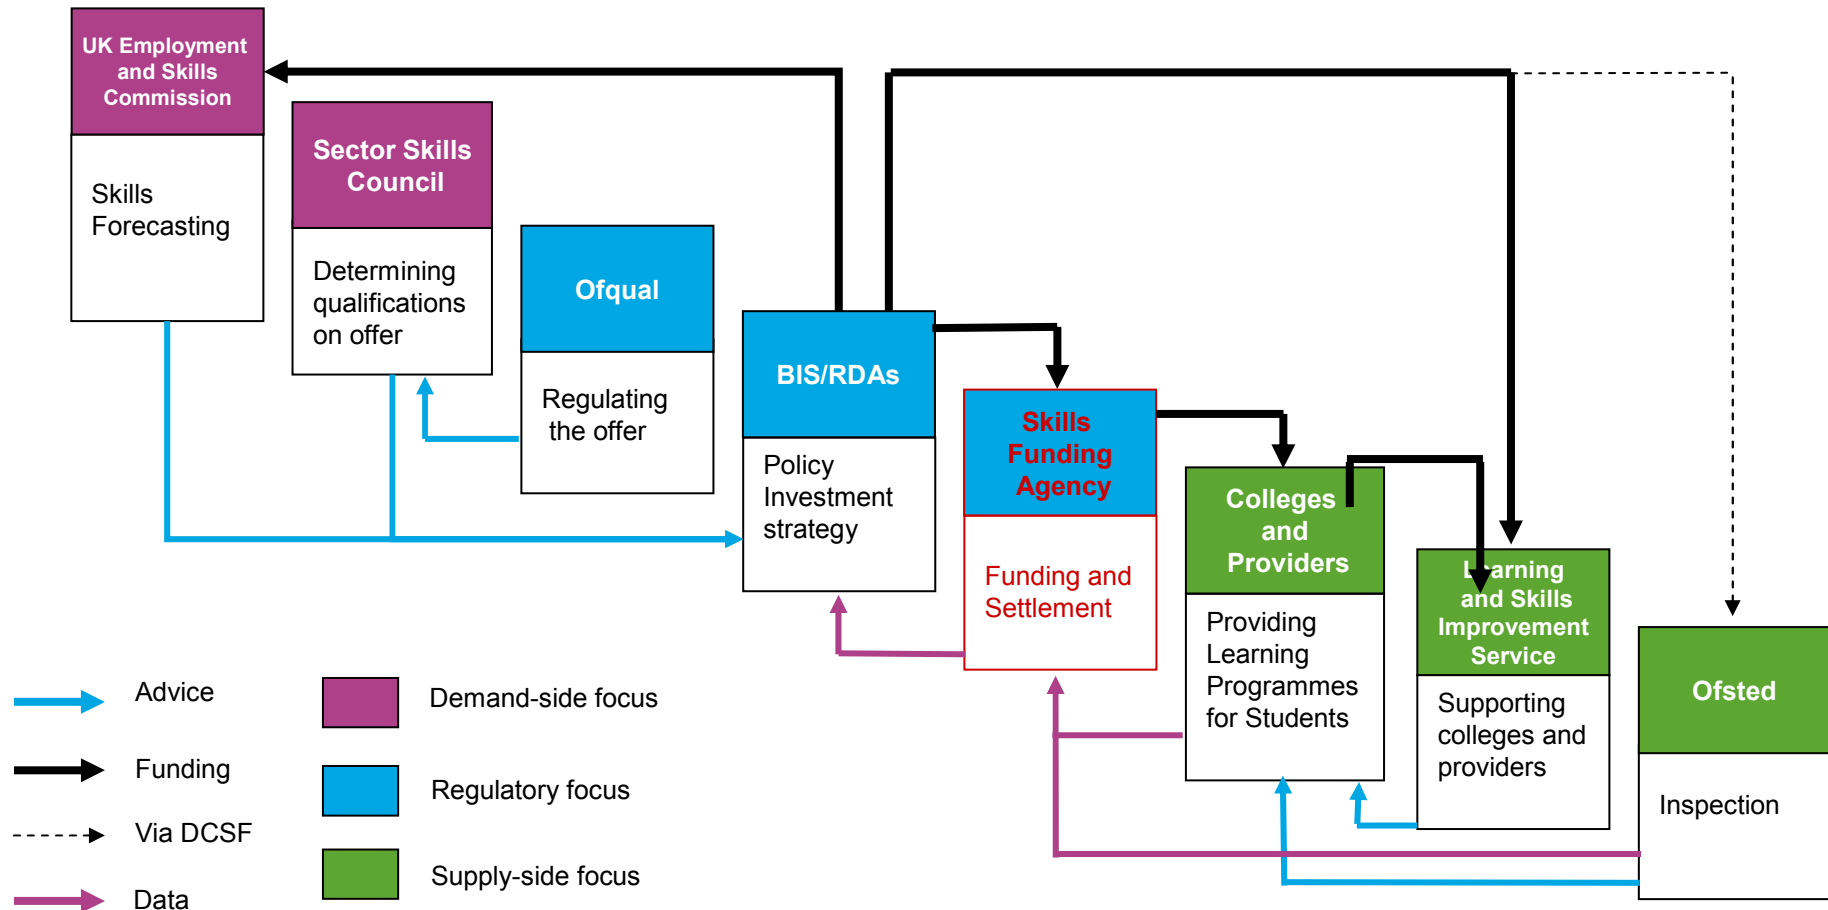 UK Employment
and Skills
Commission
Skills
Forecasting
Sector Skills
Council
Determining
qualifications
on offer
Ofqual
Regulating
the offer
BIS/RDAs
Policy
Investment
strategy
Skills
Funding
Agency
Funding and
Settlement
Colleges
and
Providers
Providing
Learning
Programmes
for Students
Learning
and Skills
Improvement
Service
Supporting
colleges and
providers
Ofsted
Inspection
Advice
Funding
Via DCSF
Data
Demand-side focus
Regulatory focus
Supply-side focus